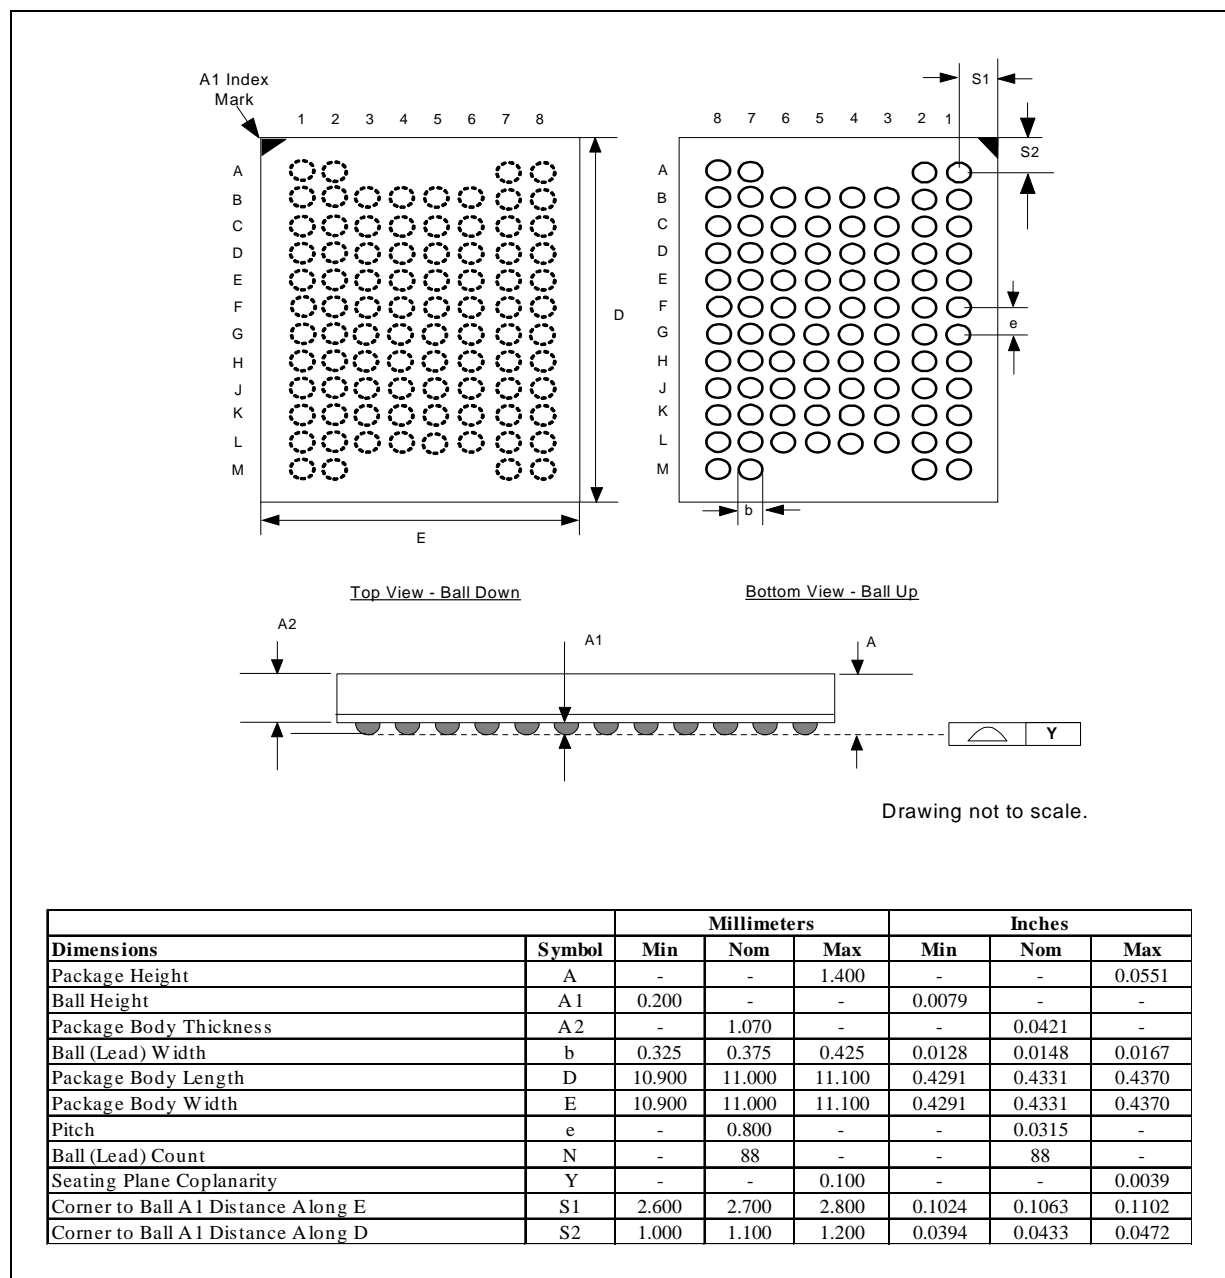 A1 Index
Mark
1 2 3 4 5 6 7 8
A
B
C
D
E
F
G
H
J
K
L
M
D
E
8 7 6 5 4 3 2 1
S1
S2
A
B
C
D
E
F
G
H
J
K
L
M
e
b
Top View - Ball Down
Bottom View - Ball Up
A2
A1
A
Y
Drawing not to scale.
Millimeters Inches
Dimensions Symbol Min Nom Max Min Nom Max
Package Height A - - 1.400 - - 0.0551
Ball Height A1 0.200 - - 0.0079 - -
Package Body Thickness A2 - 1.070 - - 0.0421 -
Ball (Lead) Width b 0.325 0.375 0.425 0.0128 0.0148 0.0167
Package Body Length D 10.900 11.000 11.100 0.4291 0.4331 0.4370
Package Body Width E 10.900 11.000 11.100 0.4291 0.4331 0.4370
Pitch e - 0.800 - - 0.0315 -
Ball (Lead) Count N - 88 - - 88 -
Seating Plane Coplanarity Y - - 0.100 - - 0.0039
Corner to Ball A1 Distance Along E S1 2.600 2.700 2.800 0.1024 0.1063 0.1102
Corner to Ball A1 Distance Along D S2 1.000 1.100 1.200 0.0394 0.0433 0.0472